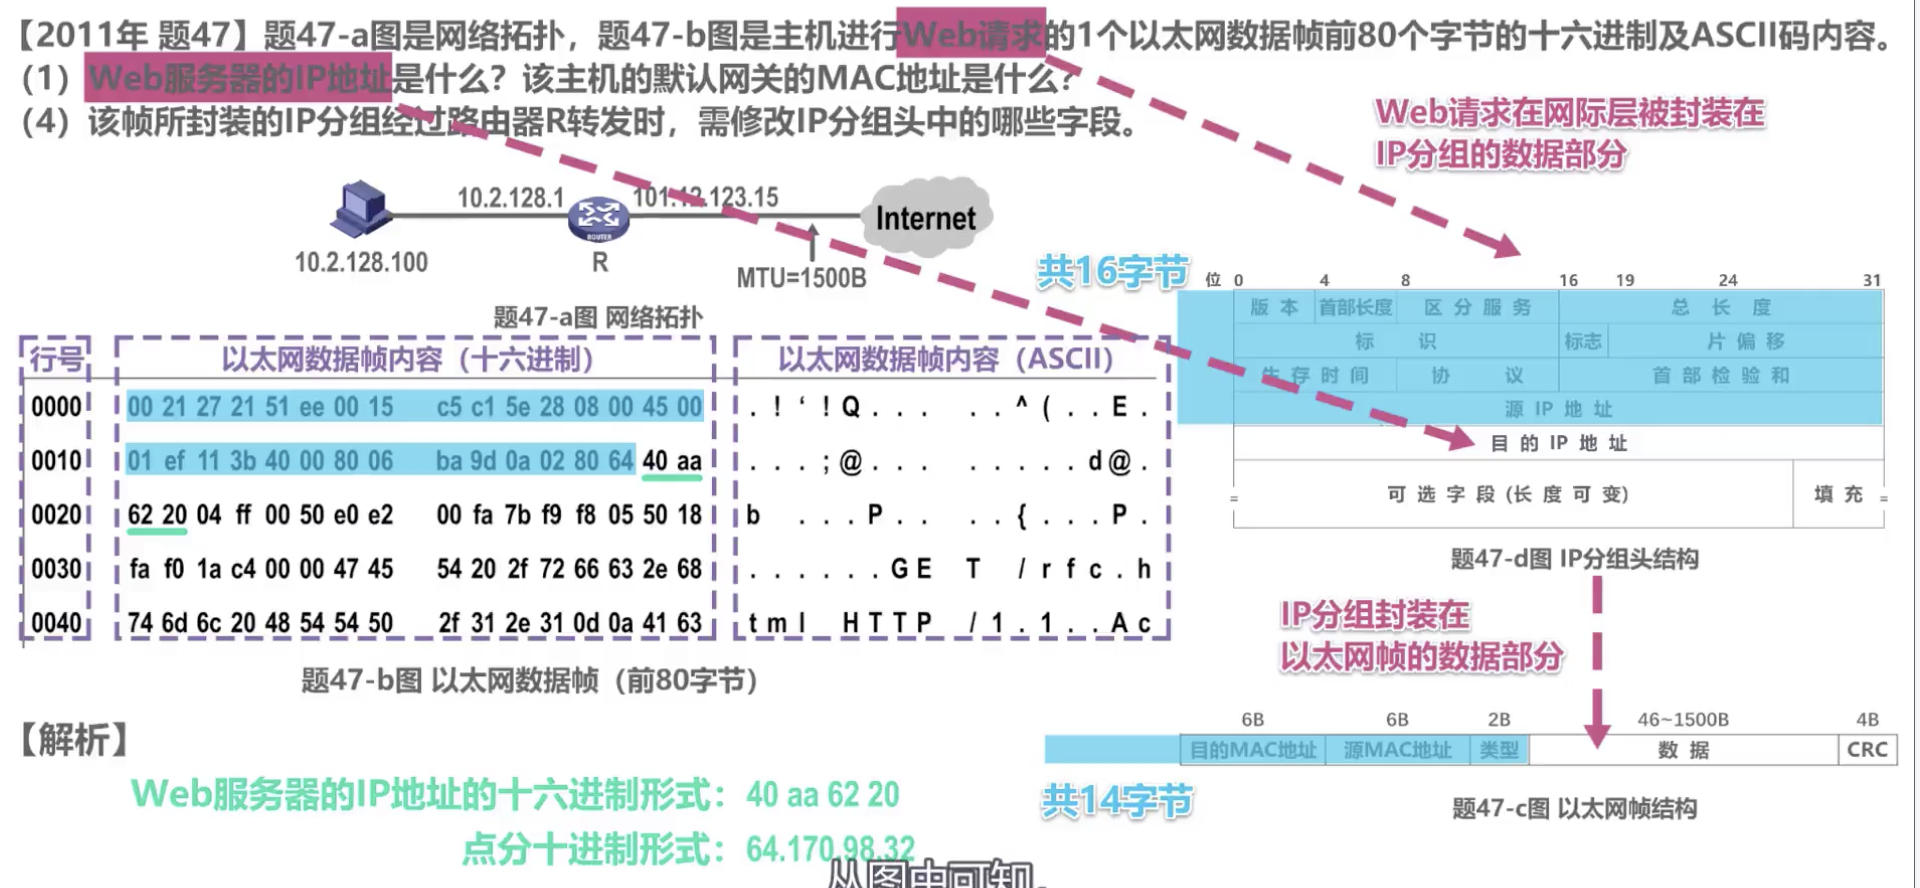 【2011年 题47】题47-a图是网络拓扑，题47-b图是主机进行Web请求的1个以太网数据帧前80个字节的十六进制及ASCII码内容。
（1）Web服务器的IP地址是什么？该主机的默认网关的MAC地址是什么？
（4）该帧所封装的IP分组经过路由器R转发时，需修改IP分组头中的哪些字段。
Web请求在网际层被封装在
IP分组的数据部分
10.2.128.1 101.12.123.15
Internet
ROUTER
10.2.128.100 R MTU=1500B
题47-a图 网络拓扑
共16字节
位 0 4 8 16 19 24 31
版 本 首部长度 区 分 服 务 总 长 度
标 识 标志 片 偏 移
生 存 时 间 协 议 首 部 检 验 和
源 IP 地 址
目 的 IP 地 址
可 选 字 段 (长 度 可 变) 填 充
题47-d图 IP分组头结构
行号 以太网数据帧内容（十六进制） 以太网数据帧内容（ASCII）
0000 00 21 27 21 51 ee 00 15 c5 c1 5e 28 08 00 45 00 . ! ‘ ! Q . . . . . ^ ( . . E .
0010 01 ef 11 3b 40 00 80 06 ba 9d 0a 02 80 64 40 aa . . . ; @ . . . . . . . . d @ .
0020 62 20 04 ff 00 50 e0 e2 00 fa 7b f9 f8 05 50 18 b . . . P . . . . { . . . P .
0030 fa f0 1a c4 00 00 47 45 54 20 2f 72 66 63 2e 68 . . . . . . G E T / r f c . h
0040 74 6d 6c 20 48 54 54 50 2f 31 2e 31 0d 0a 41 63 t m l H T T P / 1 . 1 . . A c
题47-b图 以太网数据帧（前80字节）
IP分组封装在
以太网帧的数据部分
6B 6B 2B 46~1500B 4B
目的MAC地址 源MAC地址 类型 数 据 CRC
共14字节
题47-c图 以太网帧结构
【解析】
Web服务器的IP地址的十六进制形式：40 aa 62 20
点分十进制形式：64.170.98.32
从图中可知，